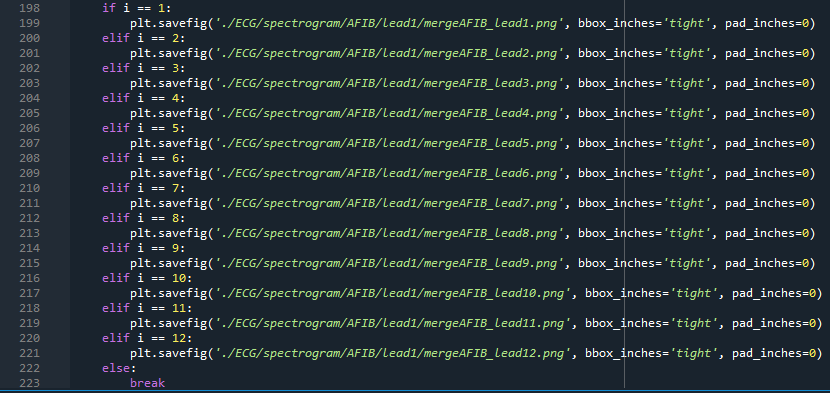 198 if i == 1:
199 plt.savefig('./ECG/spectrogram/AFIB/lead1/mergeAFIB_lead1.png', bbox_inches='tight', pad_inches=0)
200 elif i == 2:
201 plt.savefig('./ECG/spectrogram/AFIB/lead1/mergeAFIB_lead2.png', bbox_inches='tight', pad_inches=0)
202 elif i == 3:
203 plt.savefig('./ECG/spectrogram/AFIB/lead1/mergeAFIB_lead3.png', bbox_inches='tight', pad_inches=0)
204 elif i == 4:
205 plt.savefig('./ECG/spectrogram/AFIB/lead1/mergeAFIB_lead4.png', bbox_inches='tight', pad_inches=0)
206 elif i == 5:
207 plt.savefig('./ECG/spectrogram/AFIB/lead1/mergeAFIB_lead5.png', bbox_inches='tight', pad_inches=0)
208 elif i == 6:
209 plt.savefig('./ECG/spectrogram/AFIB/lead1/mergeAFIB_lead6.png', bbox_inches='tight', pad_inches=0)
210 elif i == 7:
211 plt.savefig('./ECG/spectrogram/AFIB/lead1/mergeAFIB_lead7.png', bbox_inches='tight', pad_inches=0)
212 elif i == 8:
213 plt.savefig('./ECG/spectrogram/AFIB/lead1/mergeAFIB_lead8.png', bbox_inches='tight', pad_inches=0)
214 elif i == 9:
215 plt.savefig('./ECG/spectrogram/AFIB/lead1/mergeAFIB_lead9.png', bbox_inches='tight', pad_inches=0)
216 elif i == 10:
217 plt.savefig('./ECG/spectrogram/AFIB/lead1/mergeAFIB_lead10.png', bbox_inches='tight', pad_inches=0)
218 elif i == 11:
219 plt.savefig('./ECG/spectrogram/AFIB/lead1/mergeAFIB_lead11.png', bbox_inches='tight', pad_inches=0)
220 elif i == 12:
221 plt.savefig('./ECG/spectrogram/AFIB/lead1/mergeAFIB_lead12.png', bbox_inches='tight', pad_inches=0)
222 else:
223 break